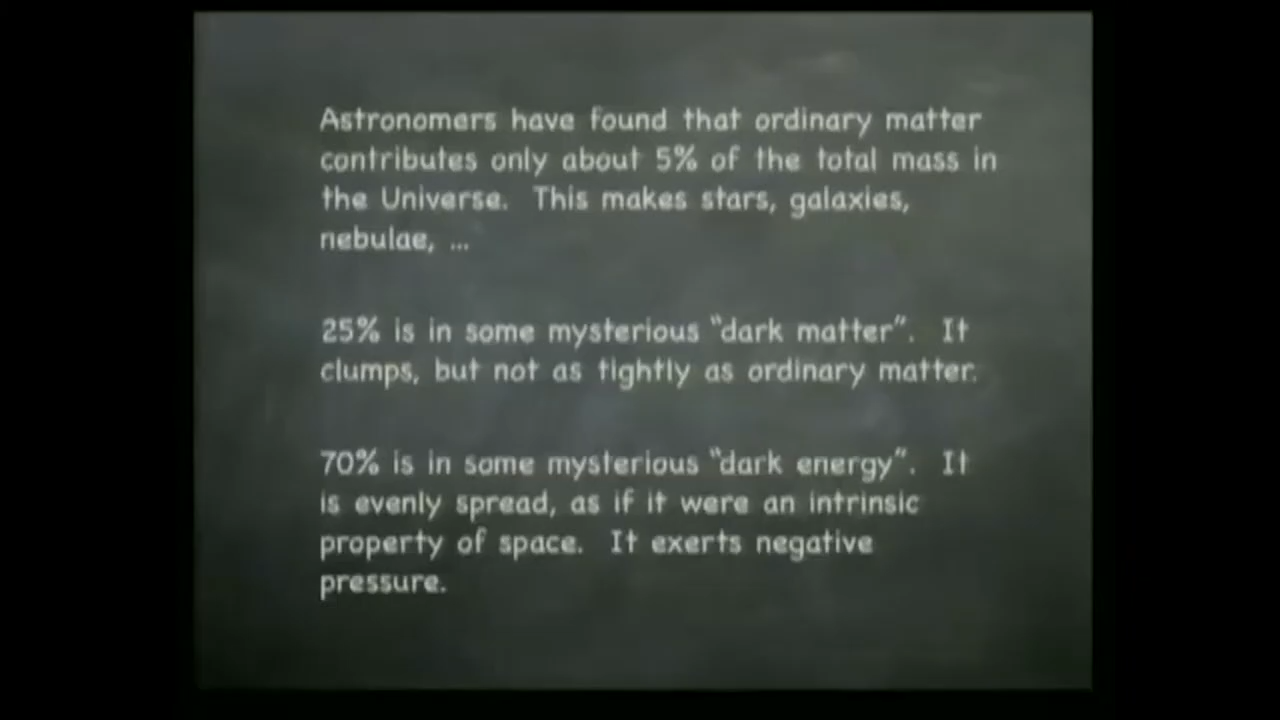 Astronomers have found that ordinary matter
contributes only about 5% of the total mass in
the Universe.  This makes stars, galaxies,
nebulae, ...
25% is in some mysterious “dark matter”.  It
clumps, but not as tightly as ordinary matter.
70% is in some mysterious “dark energy”.  It
is evenly spread, as if it were an intrinsic
property of space.  It exerts negative
pressure.